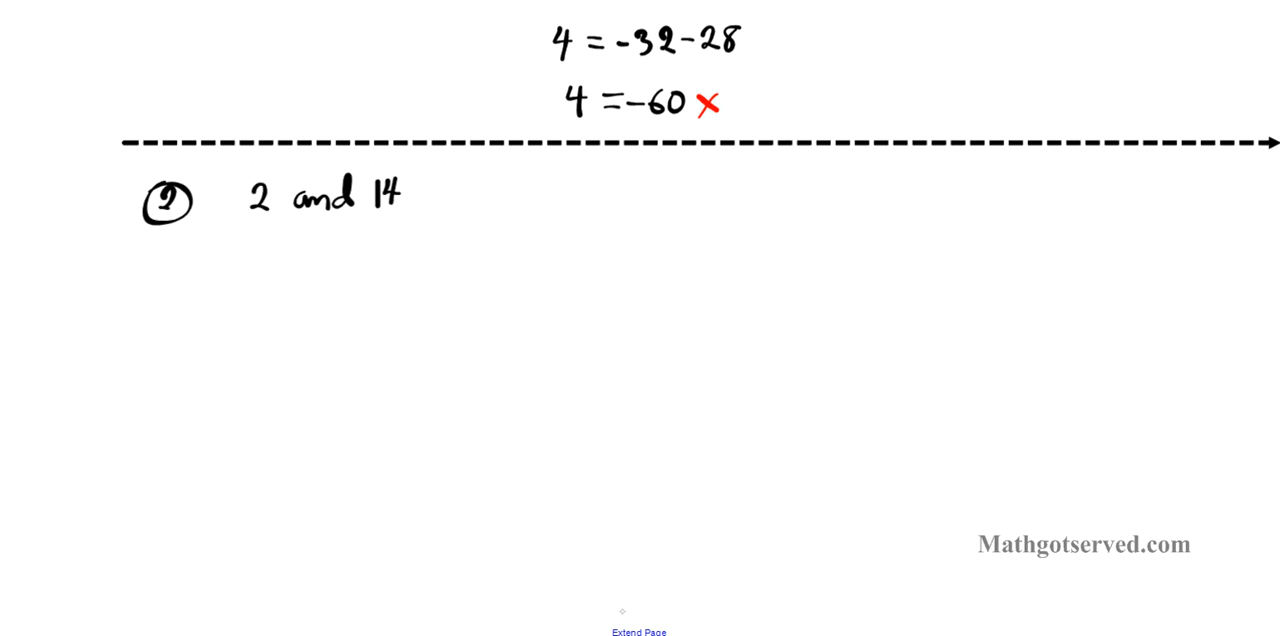 4 = -32-28
4 = -60 ×
② 2 and 14
Mathgotserved.com
Extend Page